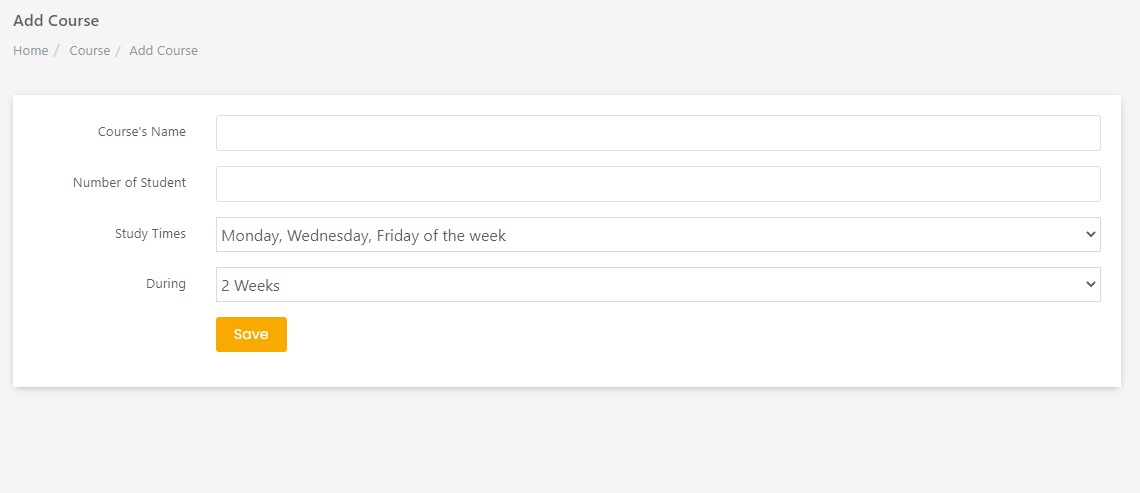 Add Course
Home / Course / Add Course
Course's Name
Number of Student
Study Times Monday, Wednesday, Friday of the week
During 2 Weeks
Save